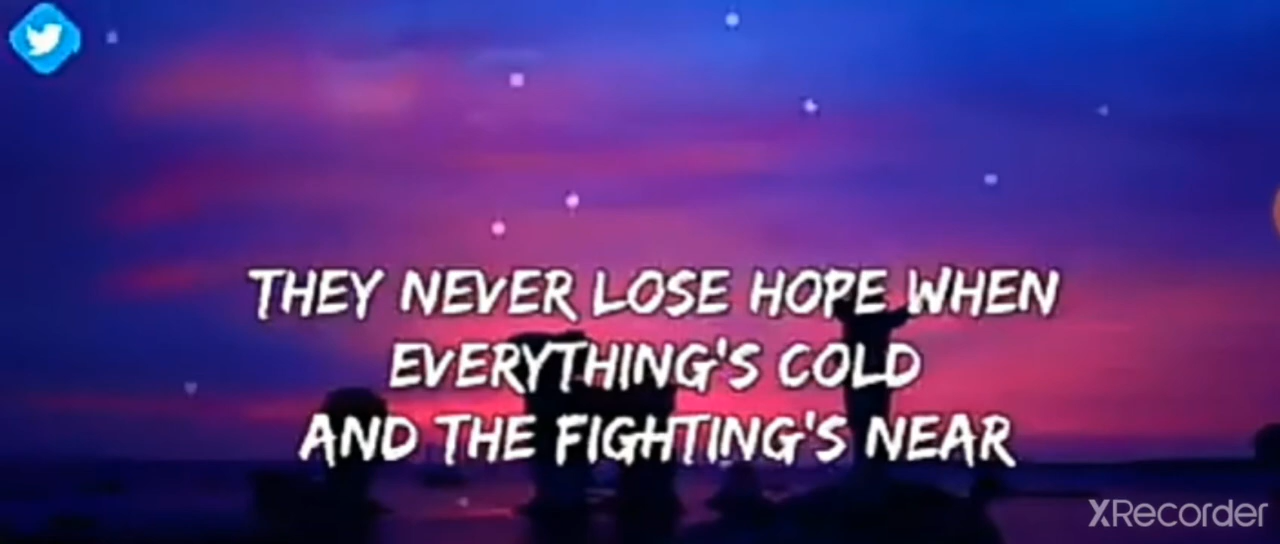 THEY NEVER LOSE HOPE WHEN
EVERYTHING'S COLD
AND THE FIGHTING'S NEAR
XRecorder